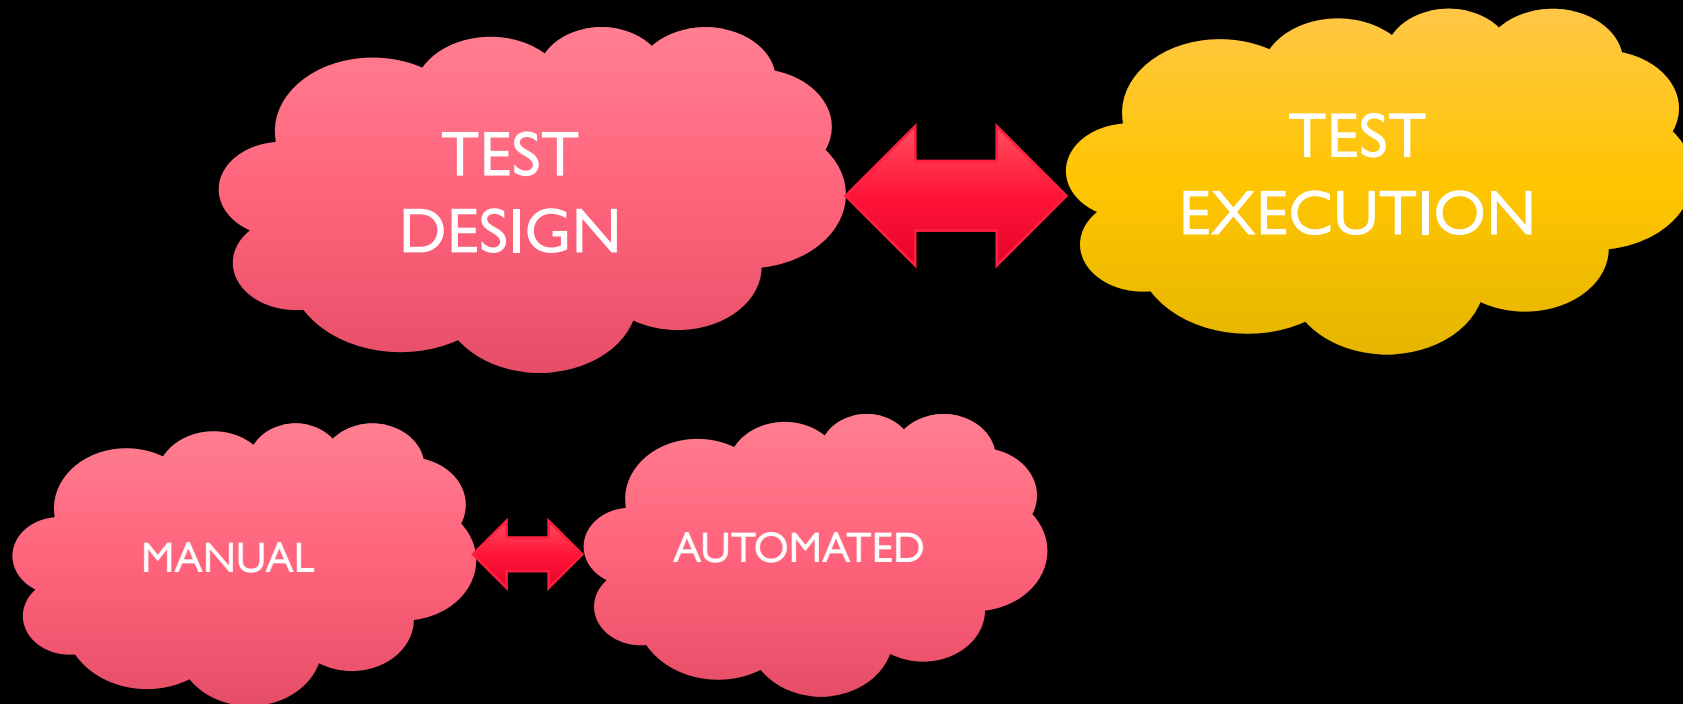 TEST
DESIGN
TEST
EXECUTION
MANUAL
AUTOMATED